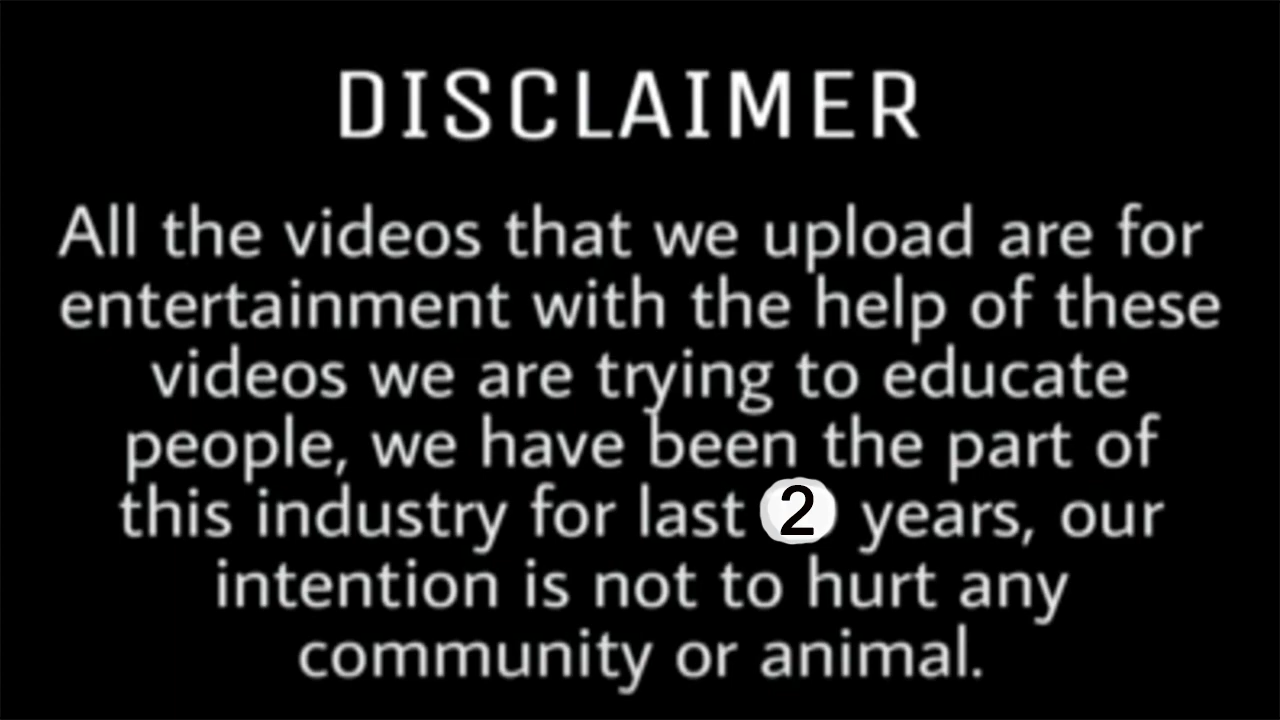 DISCLAIMER
All the videos that we upload are for
entertainment with the help of these
videos we are trying to educate
people, we have been the part of
this industry for last 2 years, our
intention is not to hurt any
community or animal.